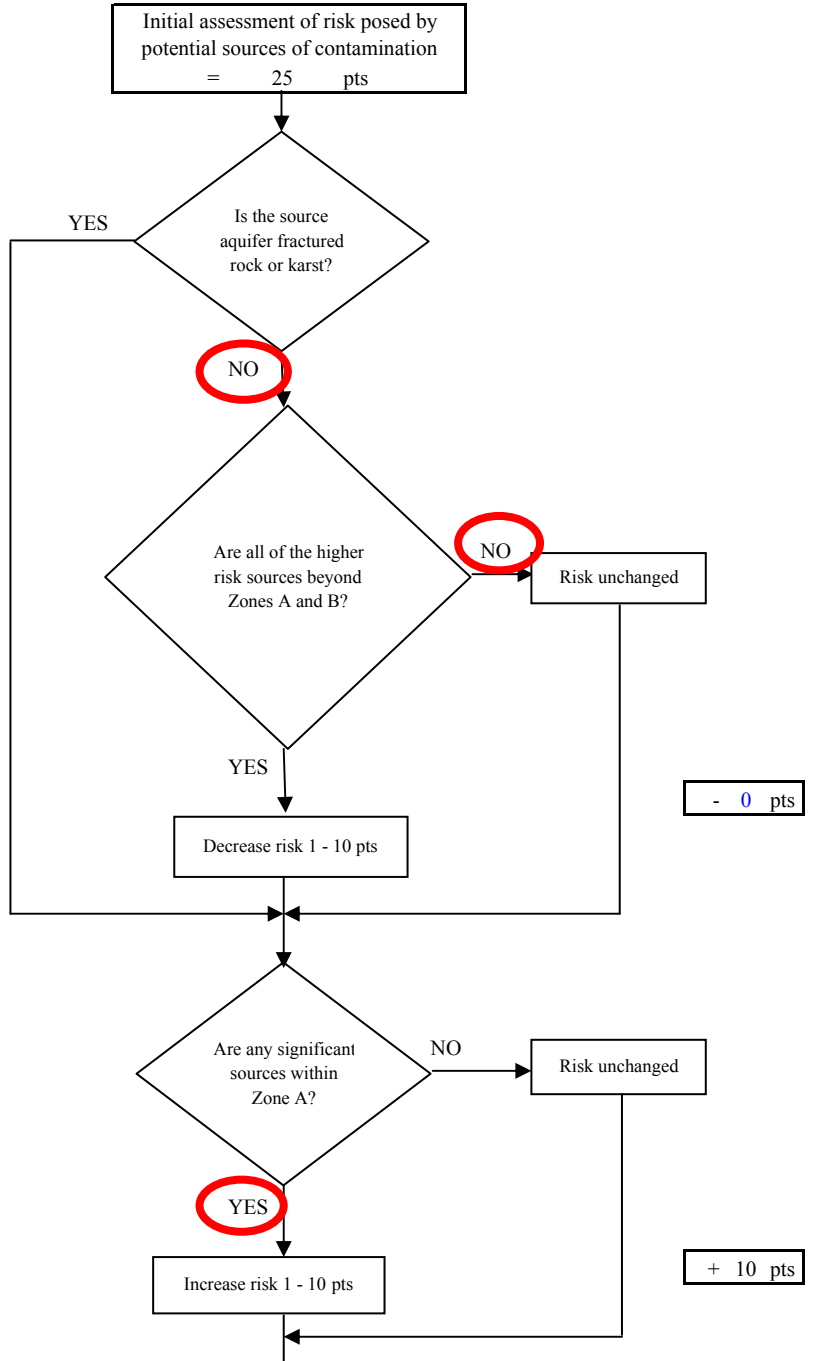 Initial assessment of risk posed by
potential sources of contamination
= 25 pts
YES
Is the source
aquifer fractured
rock or karst?
NO
Are all of the higher
risk sources beyond
Zones A and B?
NO
Risk unchanged
YES
- 0 pts
Decrease risk 1 - 10 pts
Are any significant
sources within
Zone A?
NO
Risk unchanged
YES
Increase risk 1 - 10 pts
+ 10 pts